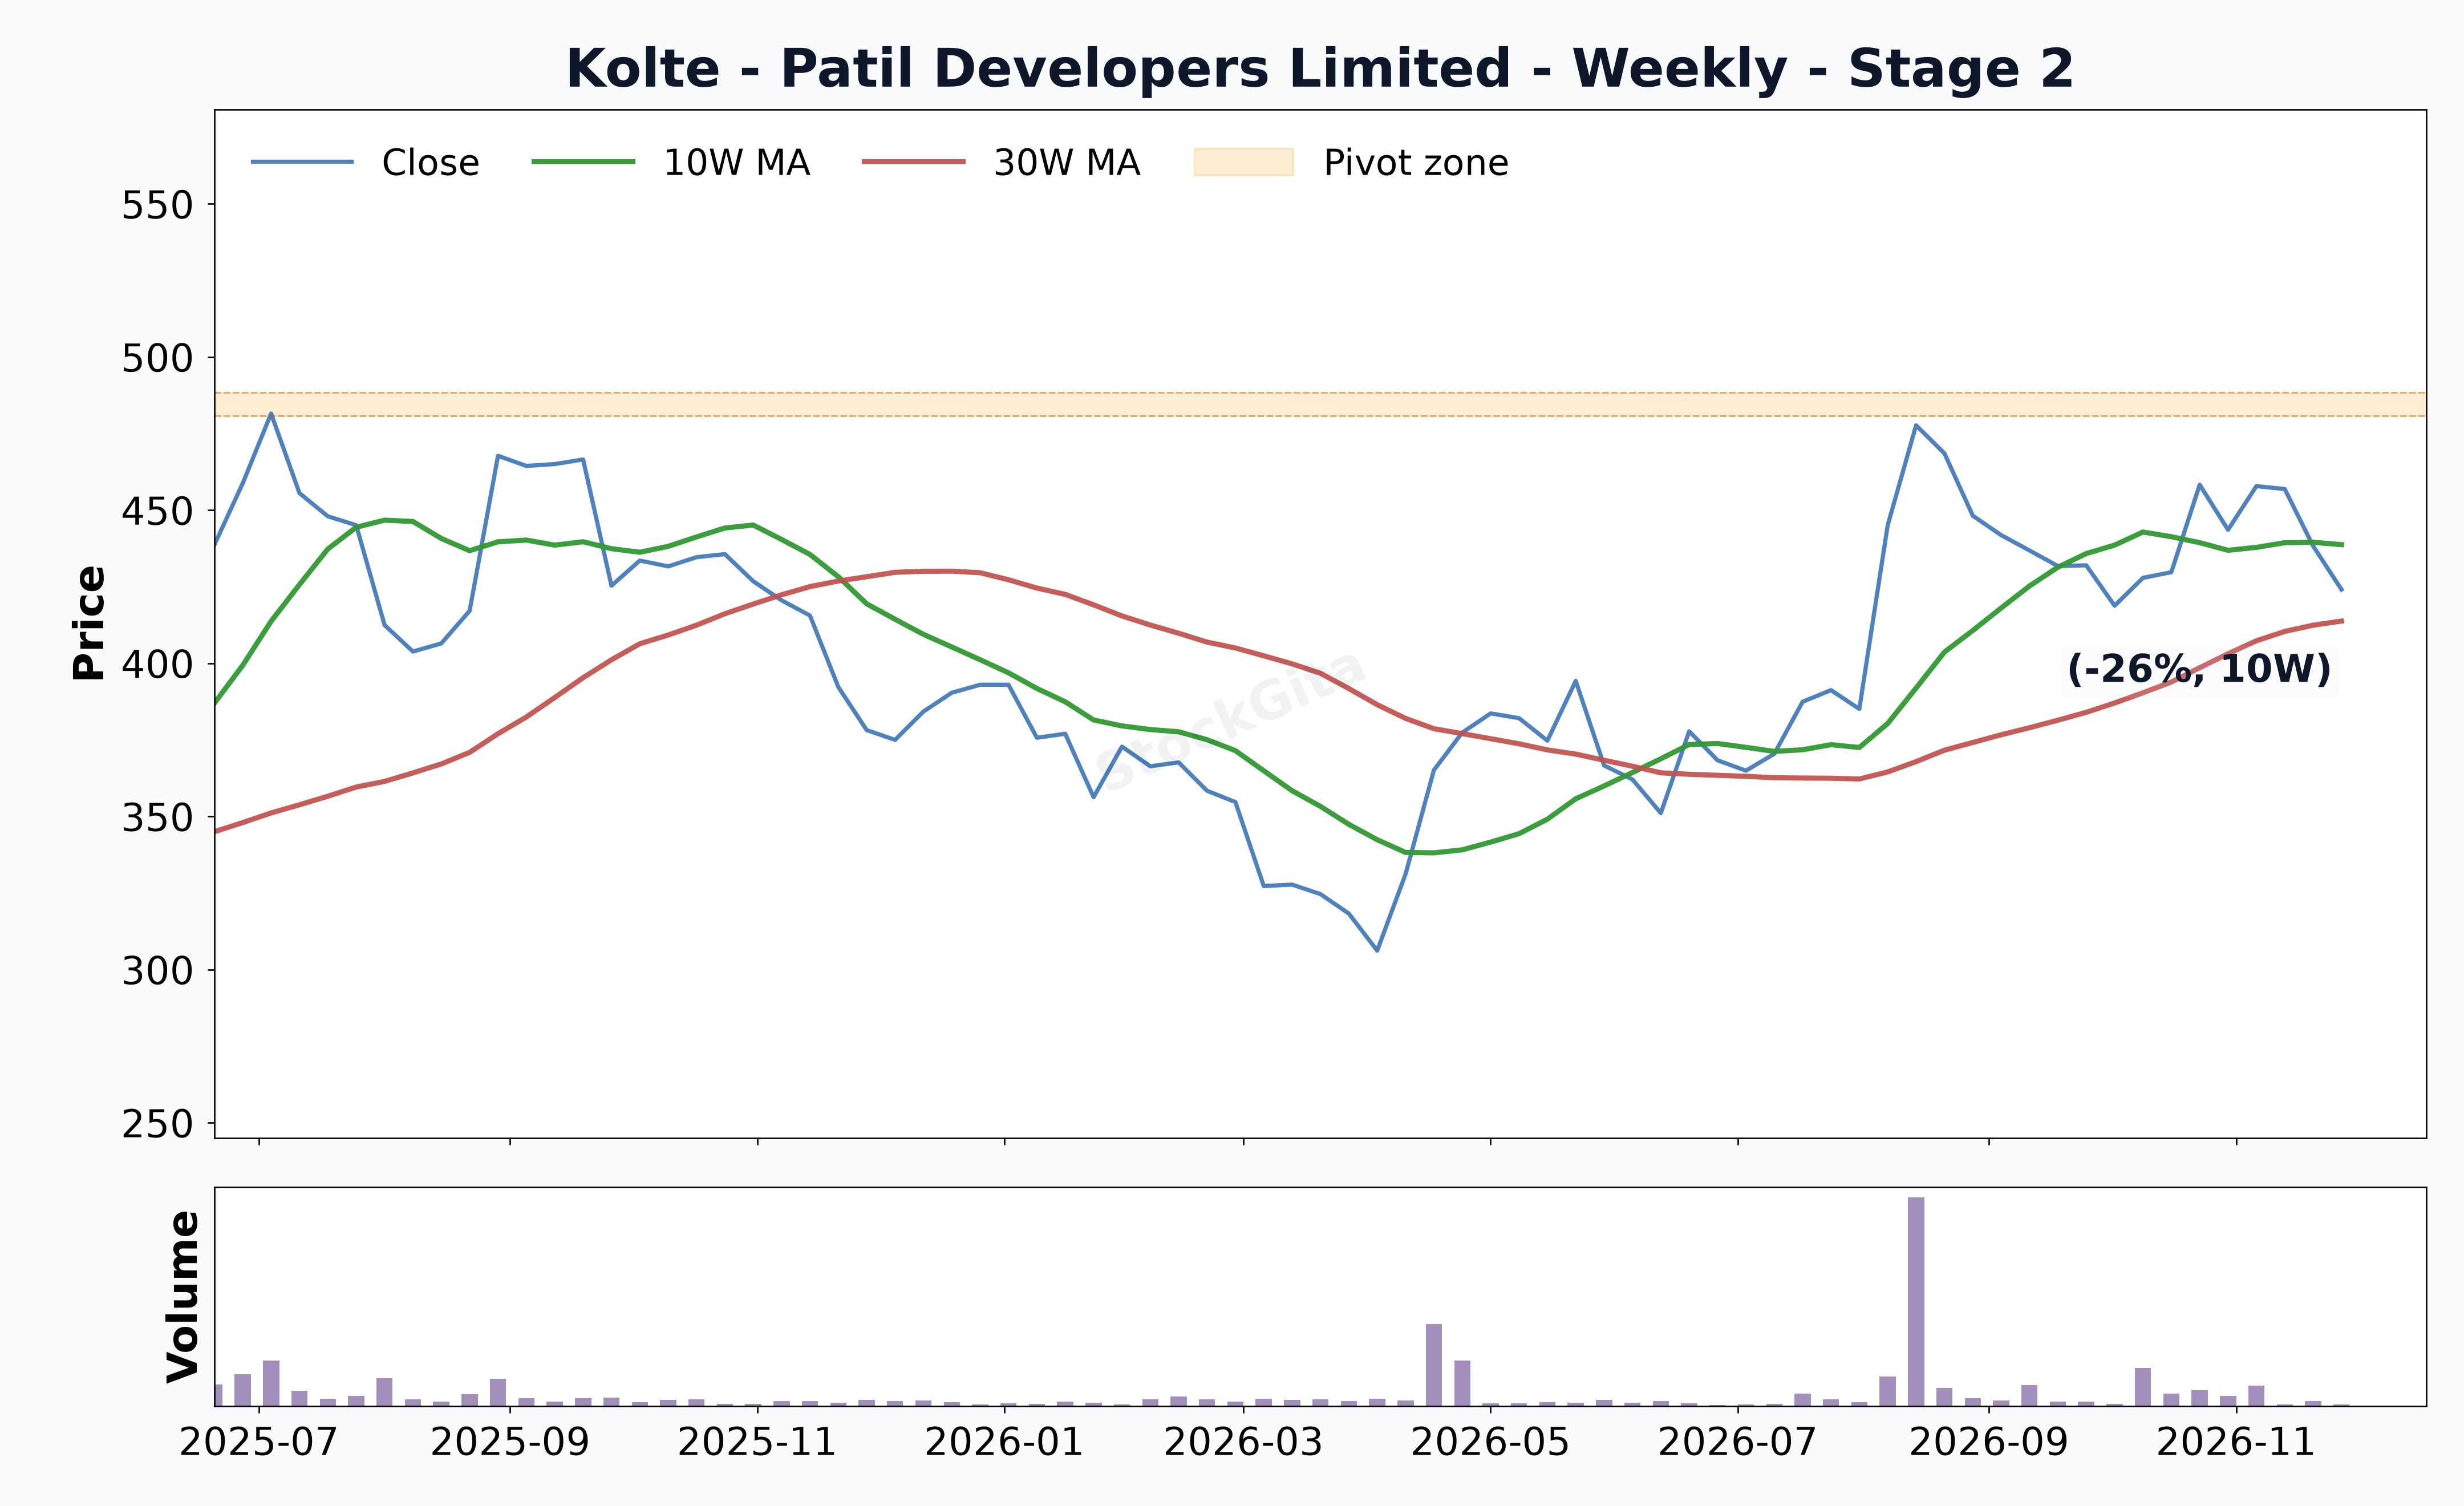 Kolte - Patil Developers Limited - Weekly - Stage 2
Close 10W MA 30W MA Pivot zone
550
500
450
400
350
300
250
Price
(-26%, 10W)
StockGita
Volume
2025-07 2025-09 2025-11 2026-01 2026-03 2026-05 2026-07 2026-09 2026-11